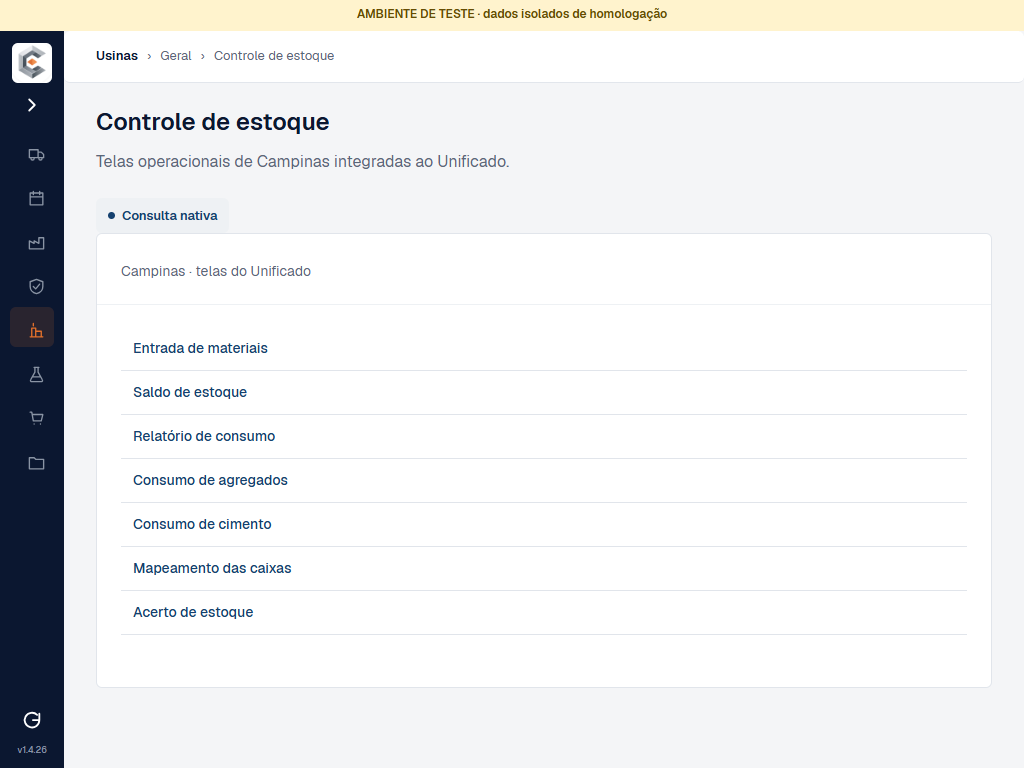 AMBIENTE DE TESTE · dados isolados de homologação
Usinas › Geral › Controle de estoque
Controle de estoque
Telas operacionais de Campinas integradas ao Unificado.
Consulta nativa
Campinas · telas do Unificado
Entrada de materiais
Saldo de estoque
Relatório de consumo
Consumo de agregados
Consumo de cimento
Mapeamento das caixas
Acerto de estoque
v1.4.26